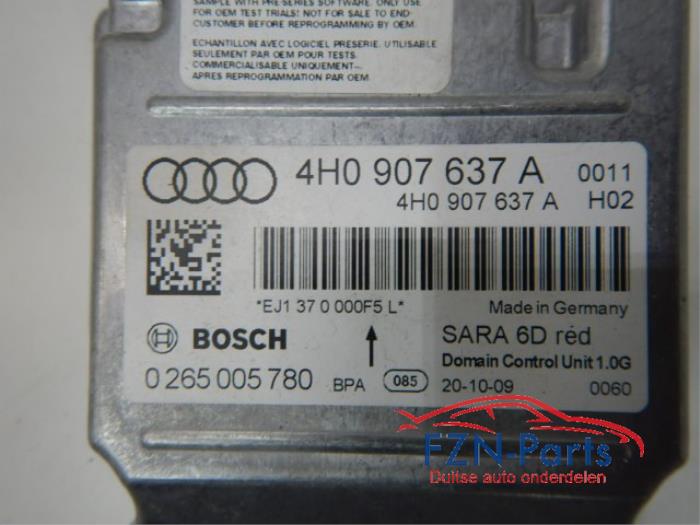 SAMPLE WITH PRE-SERIES SOFTWARE. ONLY USE
FOR OEM TEST TRIALS! NOT FOR SALE TO END-
CUSTOMER BEFORE REPROGRAMMING BY OEM.
ECHANTILLON AVEC LOGICIEL PRESERIE. UTILISABLE
SEULEMENT PAR OEM POUR TESTS.
COMMERCIALISABLE UNIQUEMENT-
APRES REPROGRAMMATION PAR OEM
4H0 907 637 A 0011
4H0 907 637 A H02
*EJ1 37 0 000F5 L* Made in Germany
BOSCH SARA 6D réd
Domain Control Unit 1.0G
0 265 005 780 BPA 085 20-10-09 0060
FZN-Parts
Duitse auto onderdelen